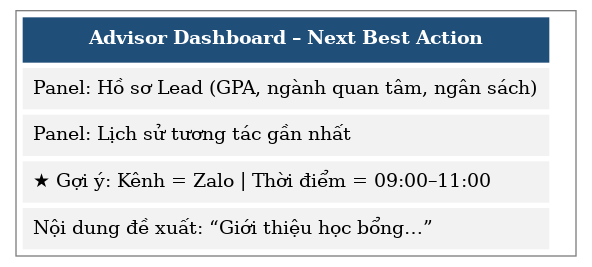 Advisor Dashboard – Next Best Action
Panel: Hồ sơ Lead (GPA, ngành quan tâm, ngân sách)
Panel: Lịch sử tương tác gần nhất
★ Gợi ý: Kênh = Zalo | Thời điểm = 09:00–11:00
Nội dung đề xuất: “Giới thiệu học bổng…”